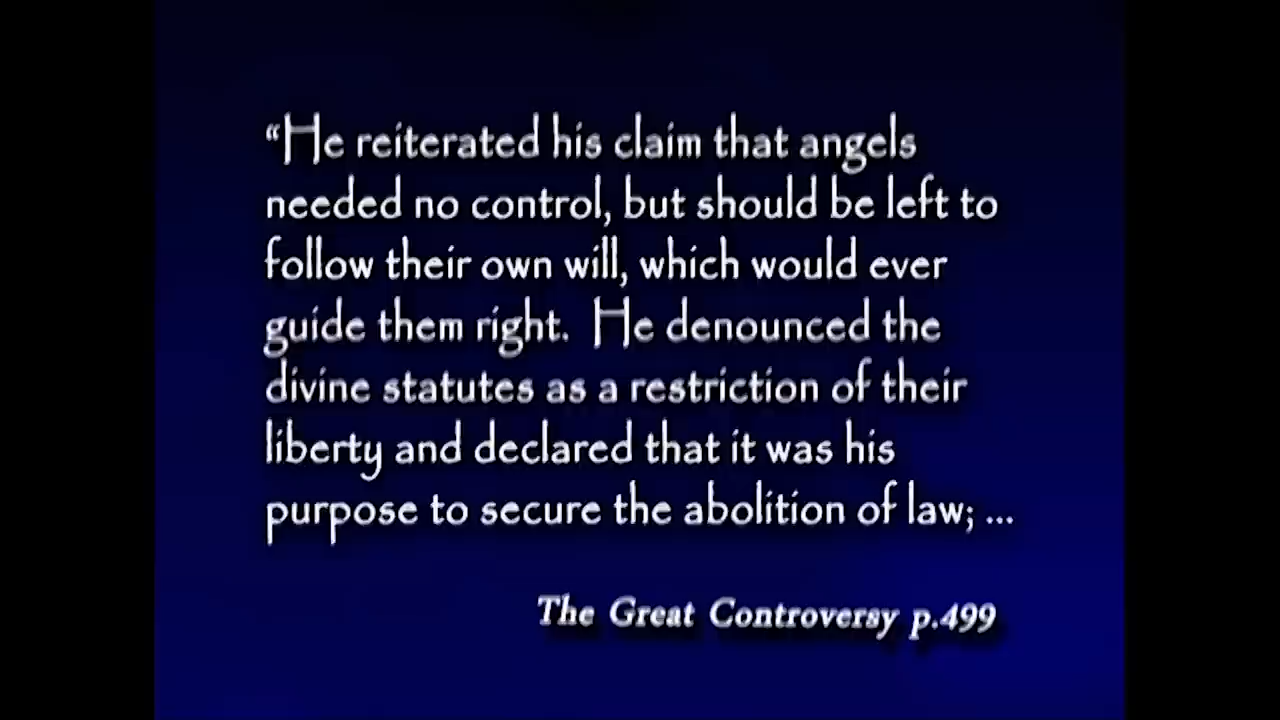 “He reiterated his claim that angels
needed no control, but should be left to
follow their own will, which would ever
guide them right.  He denounced the
divine statutes as a restriction of their
liberty and declared that it was his
purpose to secure the abolition of law; ...
The Great Controversy p.499